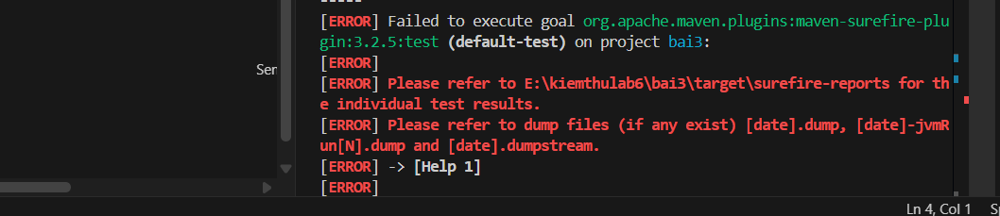 [ERROR] Failed to execute goal org.apache.maven.plugins:maven-surefire-plu
gin:3.2.5:test (default-test) on project bai3:
[ERROR]
Ser
[ERROR] Please refer to E:\kiemthulab6\bai3\target\surefire-reports for th
e individual test results.
[ERROR] Please refer to dump files (if any exist) [date].dump, [date]-jvmR
un[N].dump and [date].dumpstream.
[ERROR] -> [Help 1]
[ERROR]
Ln 4, Col 1